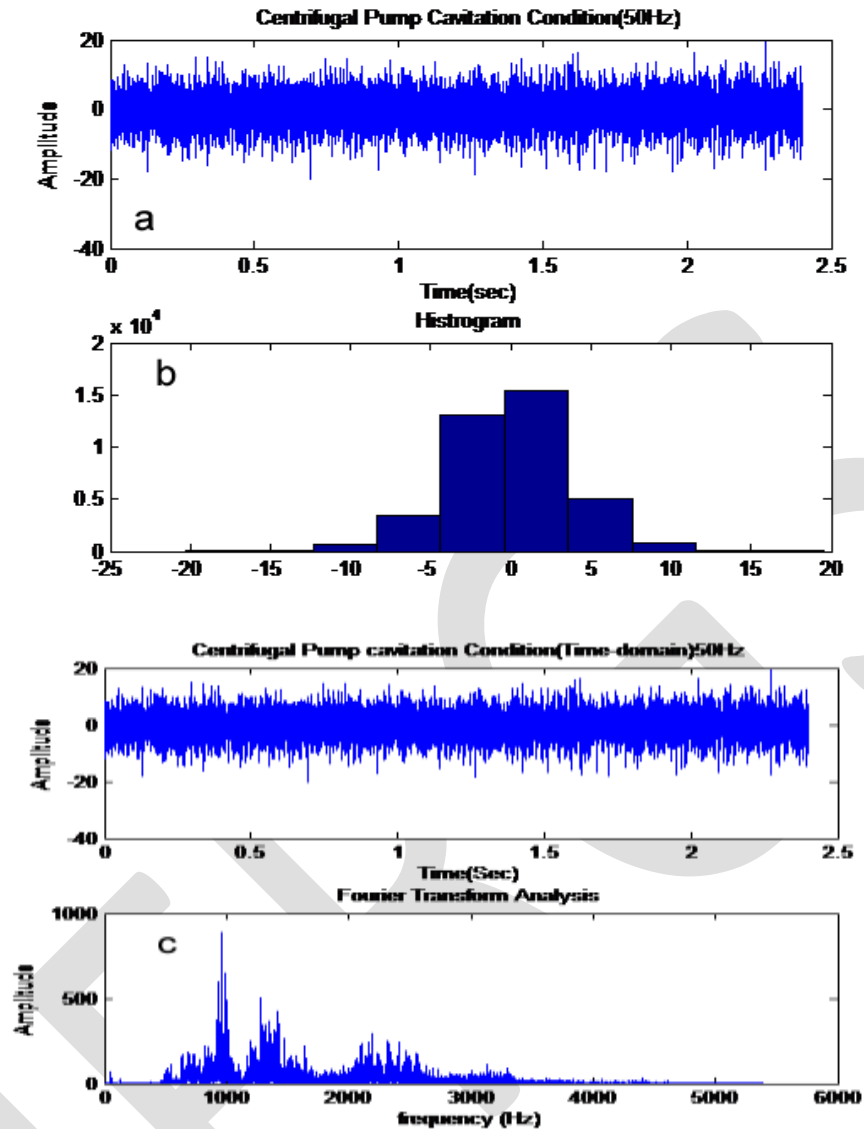 Centrifugal Pump Cavitation Condition(50Hz)
20
0
-20
-40
Amplitude
a
0 0.5 1 1.5 2 2.5
Time(sec)
Histrogram
x 10^4
2
1.5
1
0.5
0
b
-25 -20 -15 -10 -5 0 5 10 15 20
Centrifugal Pump cavitation Condition(Time-domain)50Hz
20
0
-20
-40
Amplitude
0 0.5 1 1.5 2 2.5
Time(Sec)
Fourier Transform Analysis
1000
500
0
Amplitude
c
0 1000 2000 3000 4000 5000 6000
frequency (Hz)